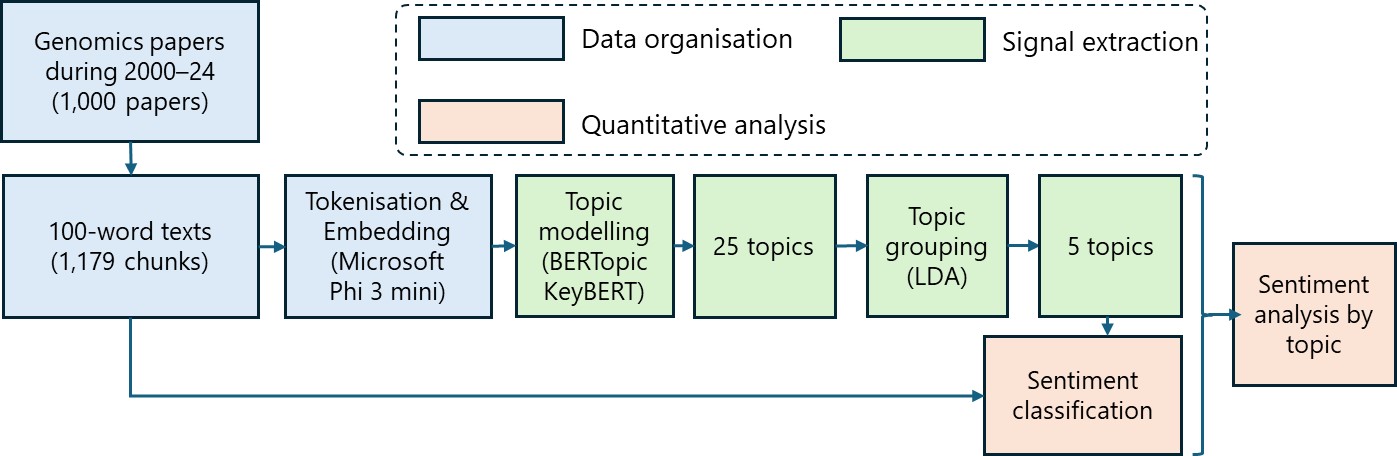 Genomics papers
during 2000–24
(1,000 papers)
Data organisation
Signal extraction
Quantitative analysis
100-word texts
(1,179 chunks)
Tokenisation &
Embedding
(Microsoft
Phi 3 mini)
Topic
modelling
(BERTopic
KeyBERT)
25 topics
Topic
grouping
(LDA)
5 topics
Sentiment
analysis by
topic
Sentiment
classification